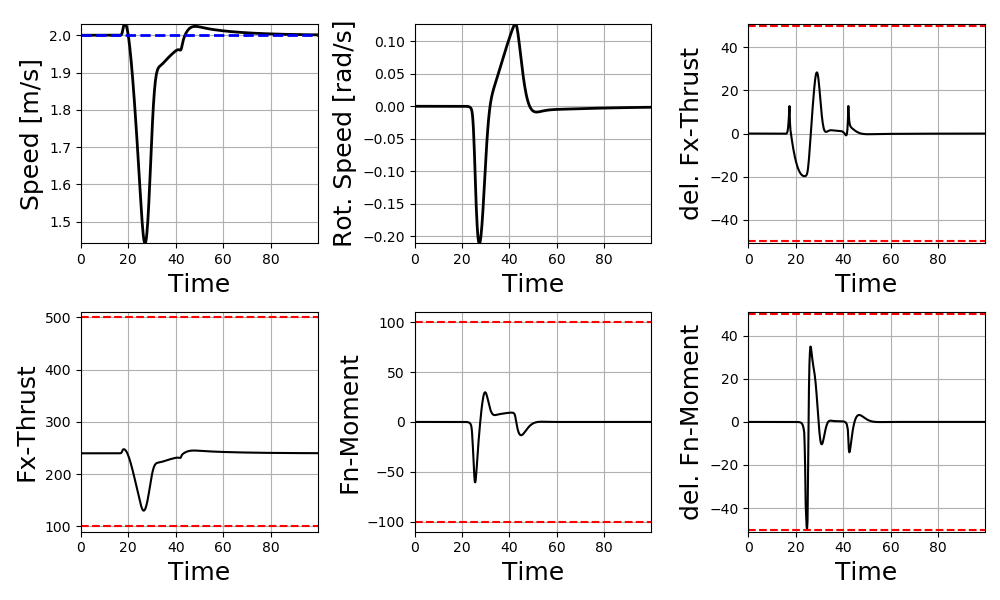 Speed [m/s]
2.0
1.9
1.8
1.7
1.6
1.5
0 20 40 60 80
Time
Rot. Speed [rad/s]
0.10
0.05
0.00
−0.05
−0.10
−0.15
−0.20
0 20 40 60 80
Time
del. Fx-Thrust
40
20
0
−20
−40
0 20 40 60 80
Time
Fx-Thrust
500
400
300
200
100
0 20 40 60 80
Time
Fn-Moment
100
50
0
−50
−100
0 20 40 60 80
Time
del. Fn-Moment
40
20
0
−20
−40
0 20 40 60 80
Time